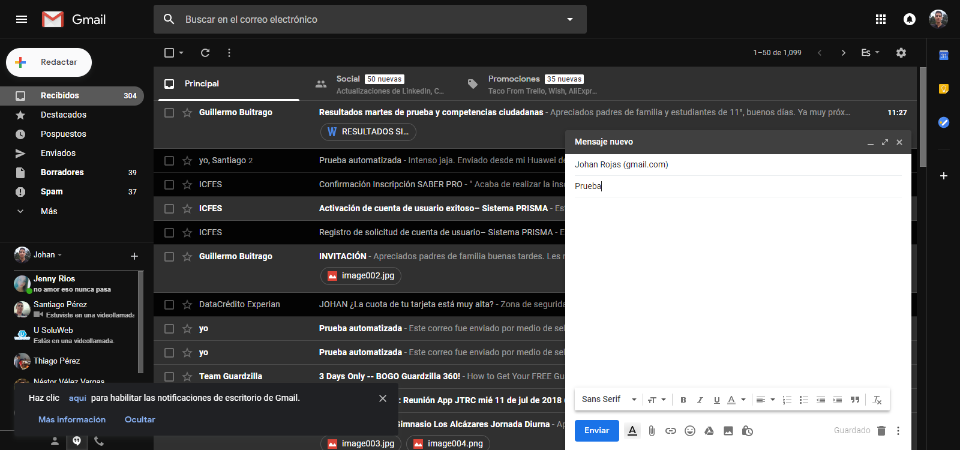 Gmail
Buscar en el correo electrónico
Redactar
1–50 de 1,099
Es
Recibidos 304
Destacados
Pospuestos
Enviados
Borradores 39
Spam 37
Más
Principal
Social 50 nuevas
Actualizaciones de LinkedIn, C...
Promociones 35 nuevas
Taco From Trello, Wish, AliExpr...
Guillermo Buitrago Resultados martes de prueba y competencias ciudadanas - Apreciados padres de familia y estudiantes de 11°, buenos días. Ya muy próx... 11:27
W RESULTADOS SI...
yo, Santiago 2 Prueba automatizada - Intenso jaja. Enviado desde mi Huawei de
ICFES Confirmación Inscripción SABER PRO - " Acaba de realizar la insc
ICFES Activación de cuenta de usuario exitoso– Sistema PRISMA - Est
ICFES Registro de solicitud de cuenta de usuario– Sistema PRISMA - E
Guillermo Buitrago INVITACIÓN - Apreciados padres de familia buenas tardes. Les r
image002.jpg
DataCrédito Experian JOHAN ¿La cuota de tu tarjeta está muy alta? - Zona de segurida
yo Prueba automatizada - Este correo fue enviado por medio de sel
yo Prueba automatizada - Este correo fue enviado por medio de sel
Team Guardzilla 3 Days Only -- BOGO Guardzilla 360! - How to Get Your FREE Gu
: Reunión App JTRC mié 11 de jul de 2018
Gimnasio Los Alcázares Jornada Diurna - Apr
image003.jpg
image004.png
Johan
Jenny Rios
no amor eso nunca pasa
Santiago Pérez
Estuviste en una videollamada
U SoluWeb
Estás en una videollamada.
Thiago Pérez
Néstor Vélez Vargas
Haz clic aquí para habilitar las notificaciones de escritorio de Gmail.
Más información
Ocultar
Mensaje nuevo
Johan Rojas (gmail.com)
Prueba
Sans Serif
Enviar
Guardado